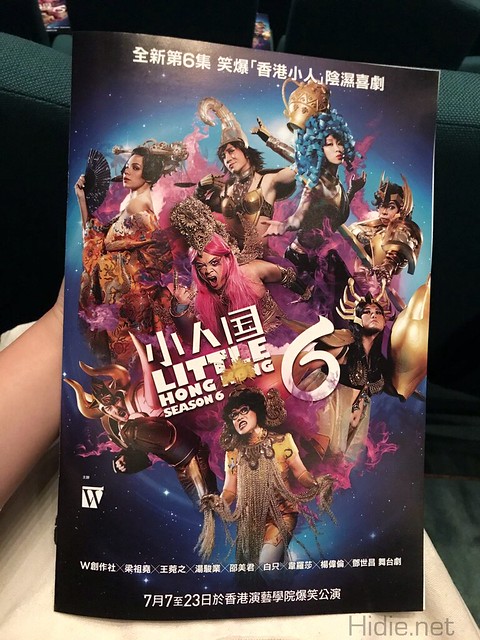 全新第6集 笑爆「香港小人」陰濕喜劇
小人国
LITTLE
HONG KONG
SEASON 6
6
主辦
W
W創作社×梁祖堯×王菀之×湯駿業×邵美君×白只×韋羅莎×楊偉倫×鄧世昌 舞台劇
7月7至23日於香港演藝學院爆笑公演
Hidie.net